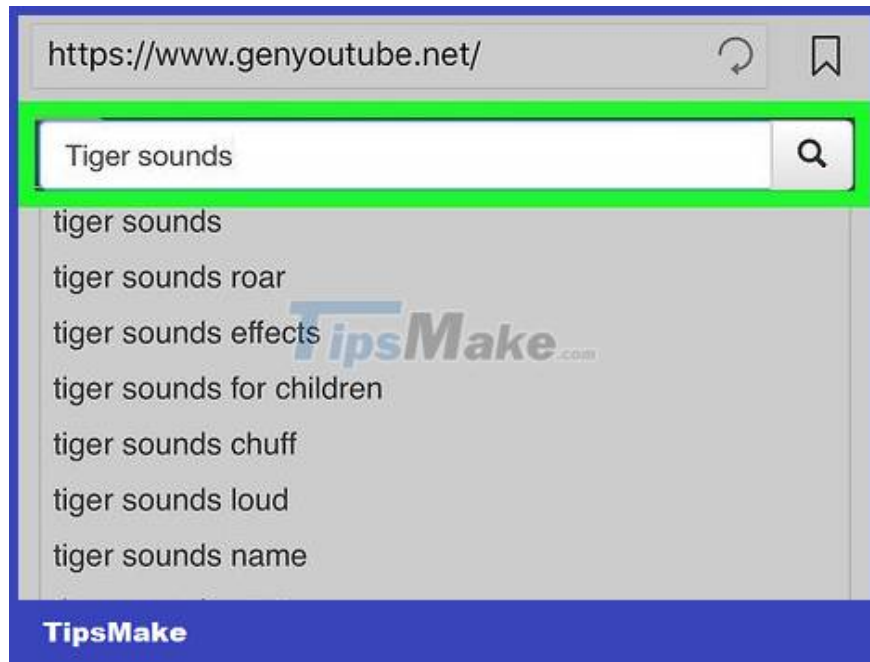 https://www.genyoutube.net/
Tiger sounds
tiger sounds
tiger sounds roar
tiger sounds effects
tiger sounds for children
tiger sounds chuff
tiger sounds loud
tiger sounds name
TipsMake.com
TipsMake